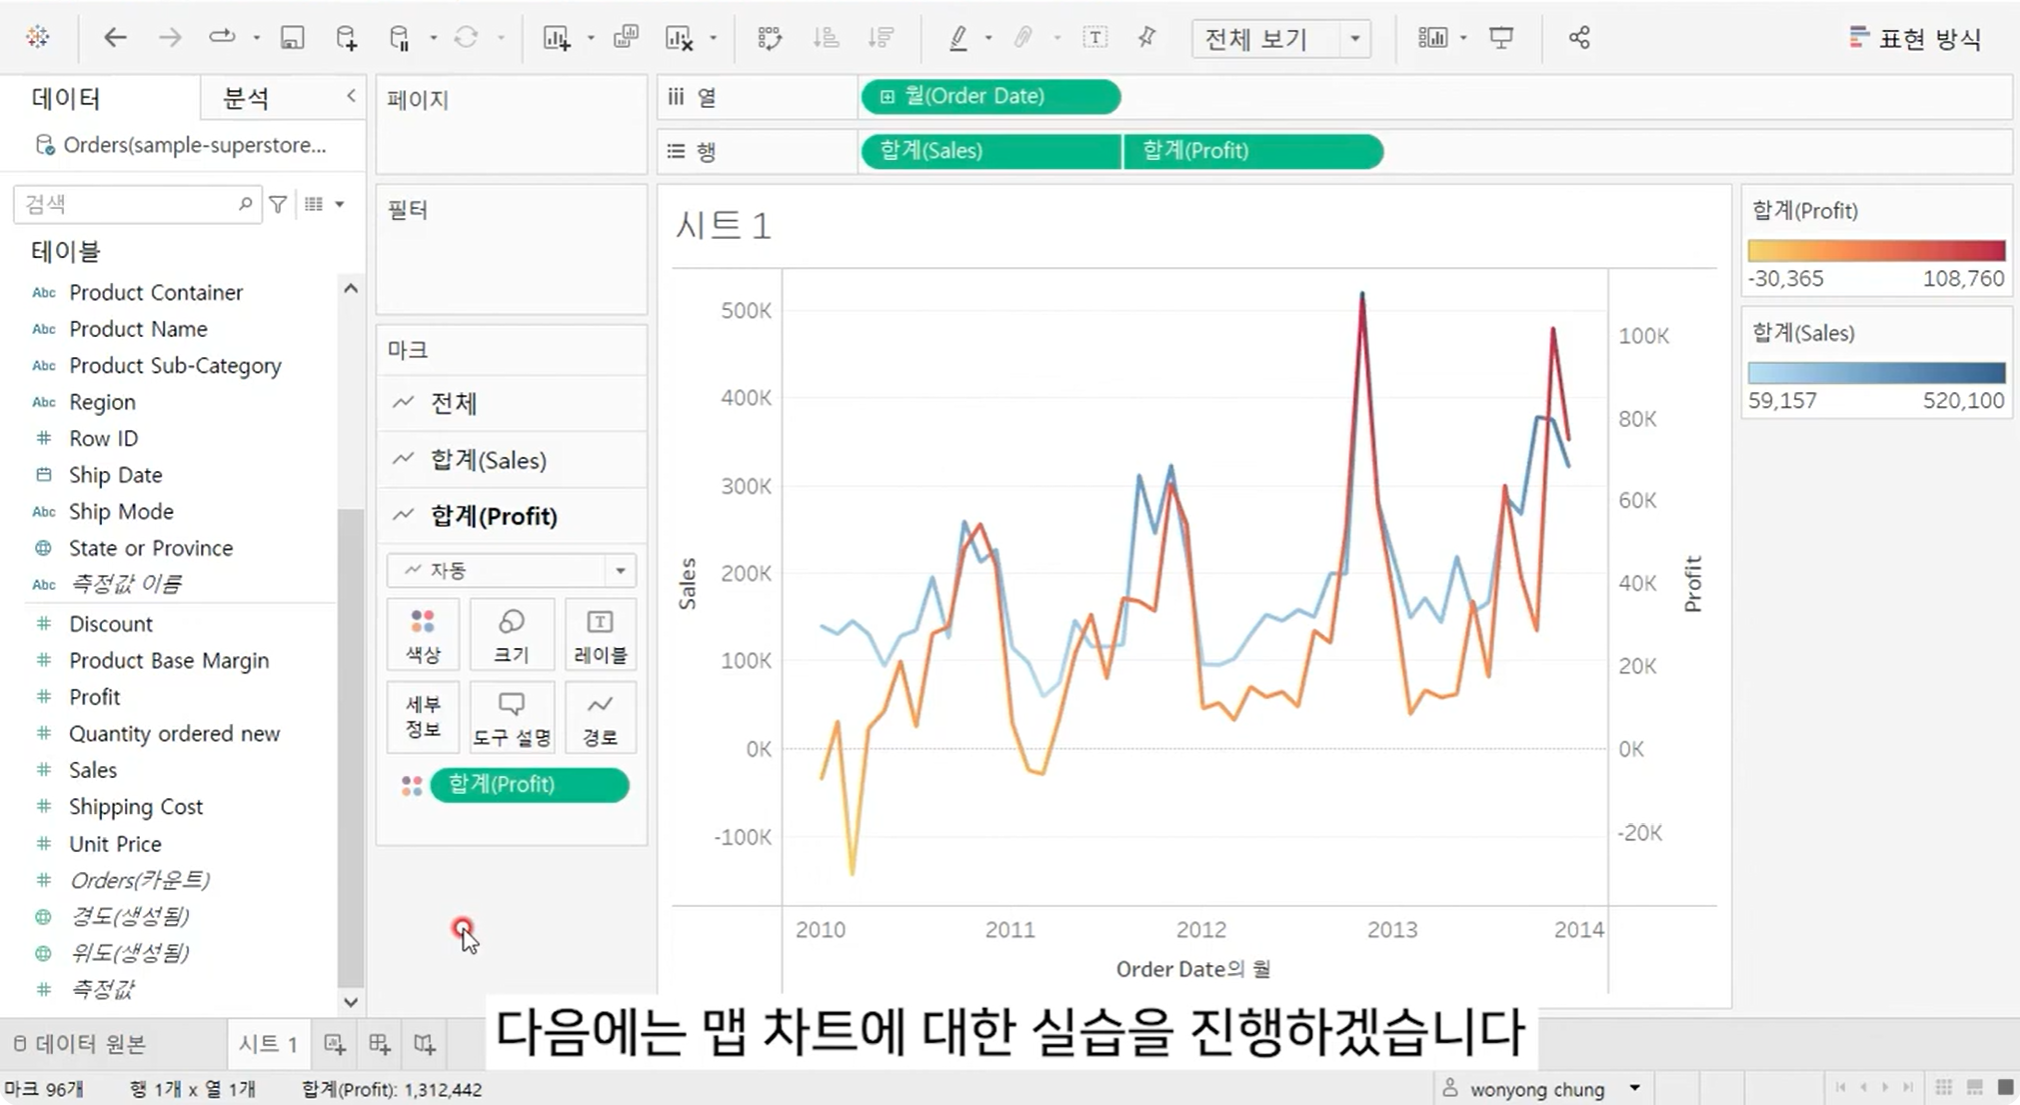 전체 보기
표현 방식
데이터
분석
Orders(sample-superstore...
검색
테이블
Abc Product Container
Abc Product Name
Abc Product Sub-Category
Abc Region
# Row ID
Ship Date
Abc Ship Mode
State or Province
Abc 측정값 이름
# Discount
# Product Base Margin
# Profit
# Quantity ordered new
# Sales
# Shipping Cost
# Unit Price
# Orders(카운트)
경도(생성됨)
위도(생성됨)
# 측정값
페이지
필터
마크
전체
합계(Sales)
합계(Profit)
자동
색상
크기
레이블
세부
정보
도구 설명
경로
합계(Profit)
iii 열
월(Order Date)
행
합계(Sales)
합계(Profit)
시트 1
500K
400K
300K
200K
100K
0K
-100K
Sales
100K
80K
60K
40K
20K
0K
-20K
Profit
2010
2011
2012
2013
2014
Order Date의 월
합계(Profit)
-30,365
108,760
합계(Sales)
59,157
520,100
다음에는 맵 차트에 대한 실습을 진행하겠습니다
데이터 원본
시트 1
마크 96개
행 1개 x 열 1개
합계(Profit): 1,312,442
wonyong chung